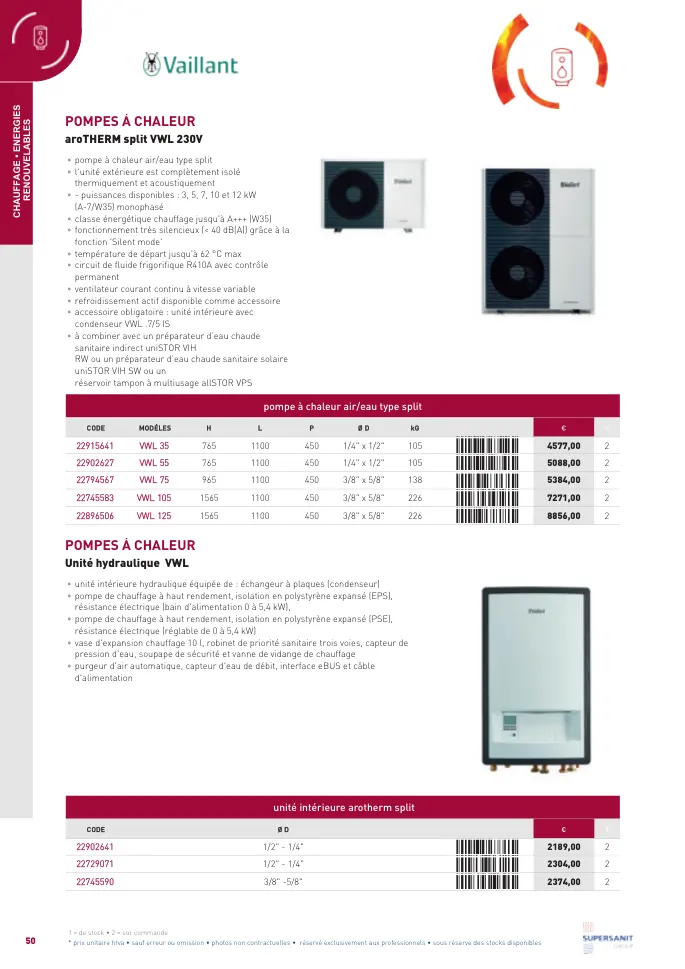 CHAUFFAGE • ENERGIES
RENOUVELABLES
Vaillant
POMPES À CHALEUR
aroTHERM split VWL 230V
• pompe à chaleur air/eau type split
• l'unité extérieure est complètement isolé
thermiquement et acoustiquement
• - puissances disponibles : 3, 5, 7, 10 et 12 kW
(A-7/W35) monophasé
• classe énergétique chauffage jusqu'à A+++ (W35)
• fonctionnement très silencieux (< 40 dB(A)) grâce à la
fonction 'Silent mode'
• température de départ jusqu'à 62 °C max
• circuit de fluide frigorifique R410A avec contrôle
permanent
• ventilateur courant continu à vitesse variable
• refroidissement actif disponible comme accessoire
• accessoire obligatoire : unité intérieure avec
condenseur VWL .7/5 IS
• à combiner avec un préparateur d'eau chaude
sanitaire indirect uniSTOR VIH
RW ou un préparateur d'eau chaude sanitaire solaire
uniSTOR VIH SW ou un
réservoir tampon à multiusage allSTOR VPS
pompe à chaleur air/eau type split
CODE MODÈLES H L P Ø D kG €
22915641 VWL 35 765 1100 450 1/4" x 1/2" 105 4577,00 2
22902627 VWL 55 765 1100 450 1/4" x 1/2" 105 5088,00 2
22794567 VWL 75 965 1100 450 3/8" x 5/8" 138 5384,00 2
22745583 VWL 105 1565 1100 450 3/8" x 5/8" 226 7271,00 2
22896506 VWL 125 1565 1100 450 3/8" x 5/8" 226 8856,00 2
POMPES À CHALEUR
Unité hydraulique VWL
• unité intérieure hydraulique équipée de : échangeur à plaques (condenseur)
• pompe de chauffage à haut rendement, isolation en polystyrène expansé (EPS),
résistance électrique (bain d'alimentation 0 à 5,4 kW),
• pompe de chauffage à haut rendement, isolation en polystyrène expansé (PSE),
résistance électrique (réglable de 0 à 5,4 kW)
• vase d'expansion chauffage 10 l, robinet de priorité sanitaire trois voies, capteur de
pression d'eau, soupape de sécurité et vanne de vidange de chauffage
• purgeur d'air automatique, capteur d'eau de débit, interface eBUS et câble
d'alimentation
unité intérieure arotherm split
CODE Ø D €
22902641 1/2" - 1/4" 2189,00 2
22729071 1/2" - 1/4" 2304,00 2
22745590 3/8" -5/8" 2374,00 2
1 = de stock • 2 = sur commande
50 * prix unitaire htva • sauf erreur ou omission • photos non contractuelles • réservé exclusivement aux professionnels • sous réserve des stocks disponibles
SUPERSANIT
GROUP